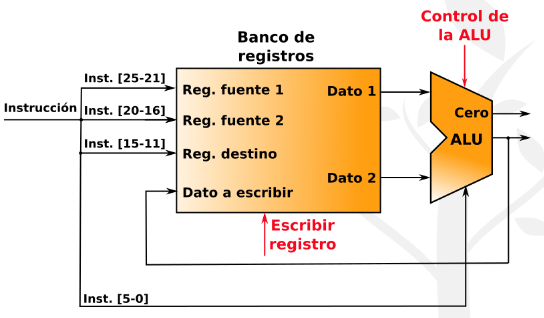 Control de
la ALU
Banco de
registros
Inst. [25-21]
Reg. fuente 1
Dato 1
Instrucción
Inst. [20-16]
Reg. fuente 2
Cero
Inst. [15-11]
Reg. destino
ALU
Dato a escribir
Dato 2
Escribir
registro
Inst. [5-0]